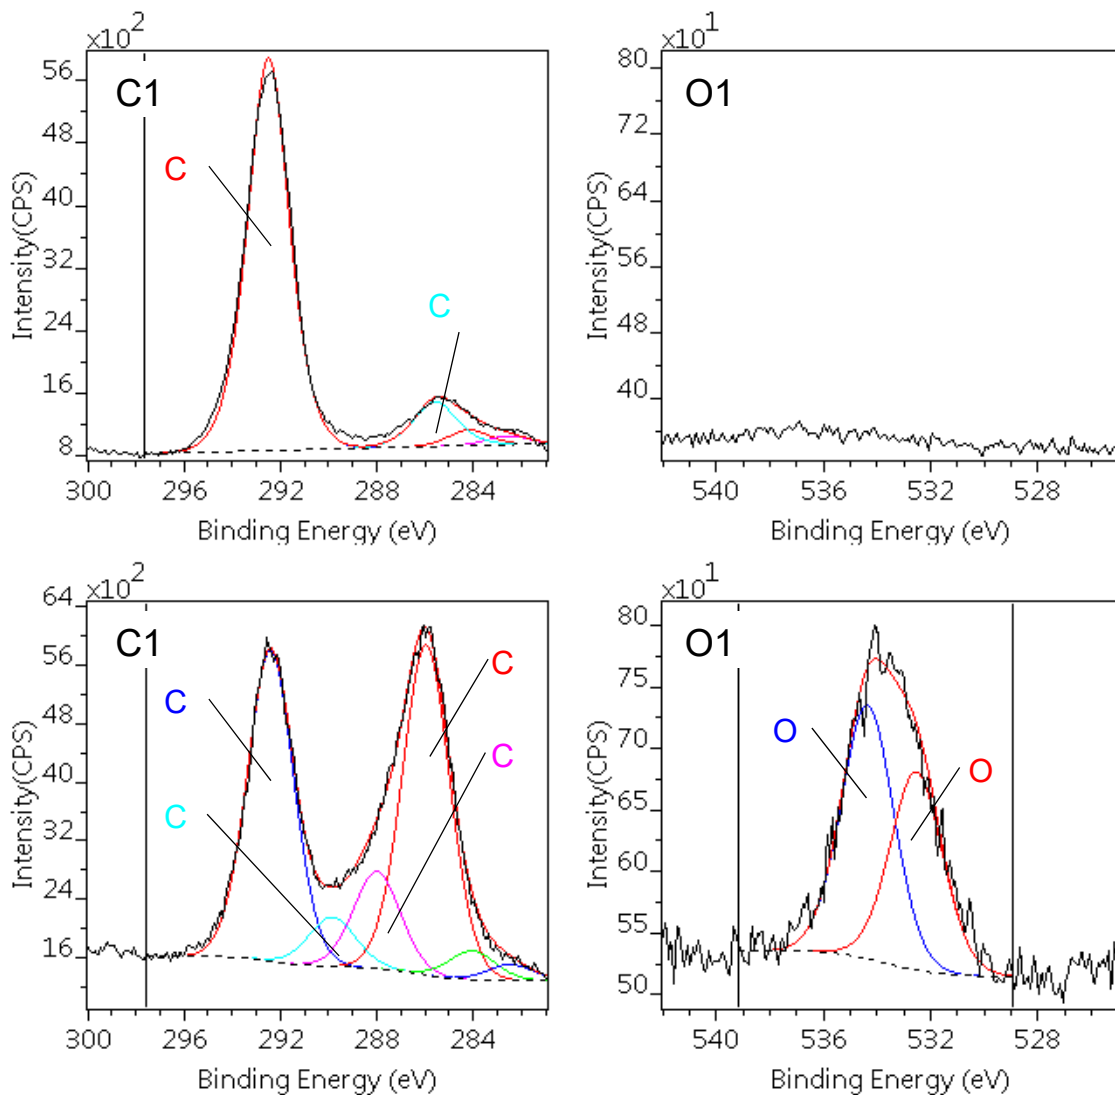 x10²
x10¹
C1
O1
C
C
56
48
40
32
24
16
8
80
72
64
56
48
40
Intensity(CPS)
Intensity(CPS)
300 296 292 288 284
540 536 532 528
Binding Energy (eV)
Binding Energy (eV)
x10²
x10¹
C1
O1
C
C
C
C
O
O
64
56
48
40
32
24
16
80
75
70
65
60
55
50
Intensity(CPS)
Intensity(CPS)
300 296 292 288 284
540 536 532 528
Binding Energy (eV)
Binding Energy (eV)